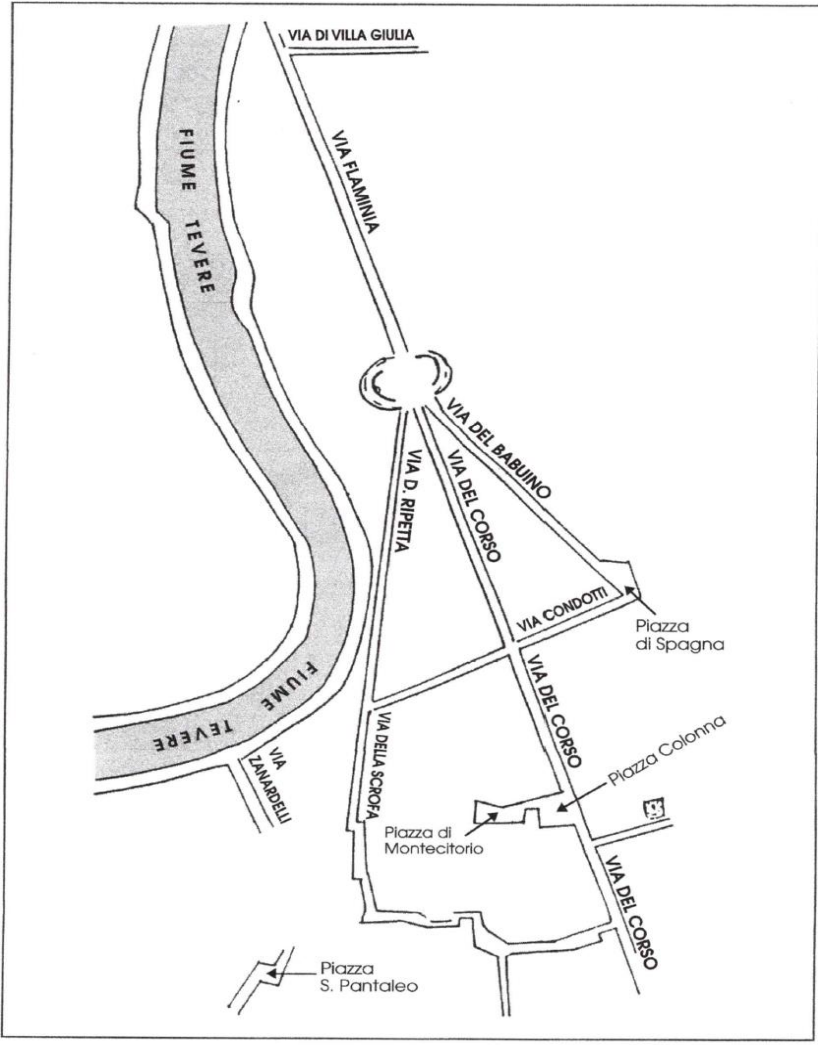 VIA DI VILLA GIULIA
VIA FLAMINIA
FIUME TEVERE
VIA DEL BABUINO
VIA DEL CORSO
VIA D. RIPETTA
VIA CONDOTTI
Piazza
di Spagna
FIUME TEVERE
VIA DEL CORSO
VIA DELLA SCROFA
Piazza Colonna
VIA
ZANARDELLI
Piazza di
Montecitorio
VIA DEL CORSO
Piazza
S. Pantaleo